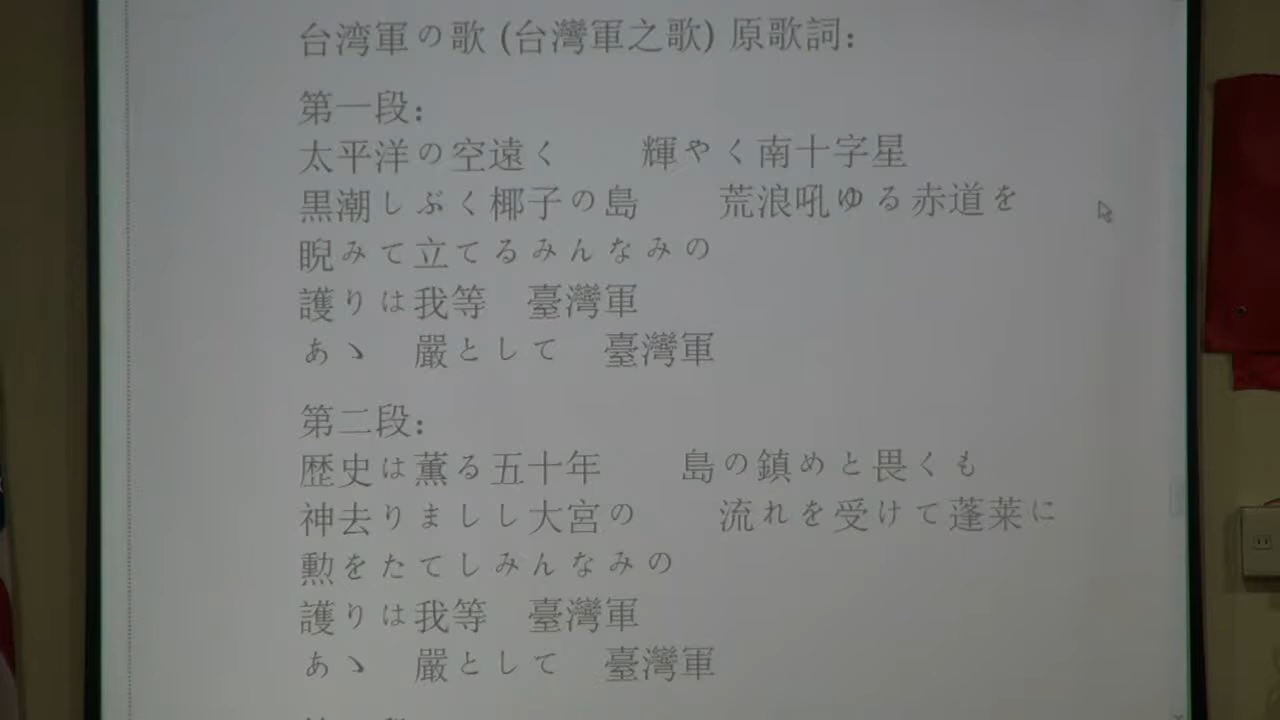 台湾軍の歌 (台灣軍之歌) 原歌詞：
第一段：
太平洋の空遠く　　輝やく南十字星
黒潮しぶく椰子の島　　荒浪吼ゆる赤道を
睨みて立てるみんなみの
護りは我等　臺灣軍
あゝ　嚴として　臺灣軍
第二段：
歴史は薫る五十年　　島の鎮めと畏くも
神去りましし大宮の　　流れを受けて蓬莱に
勲をたてしみんなみの
護りは我等　臺灣軍
あゝ　嚴として　臺灣軍